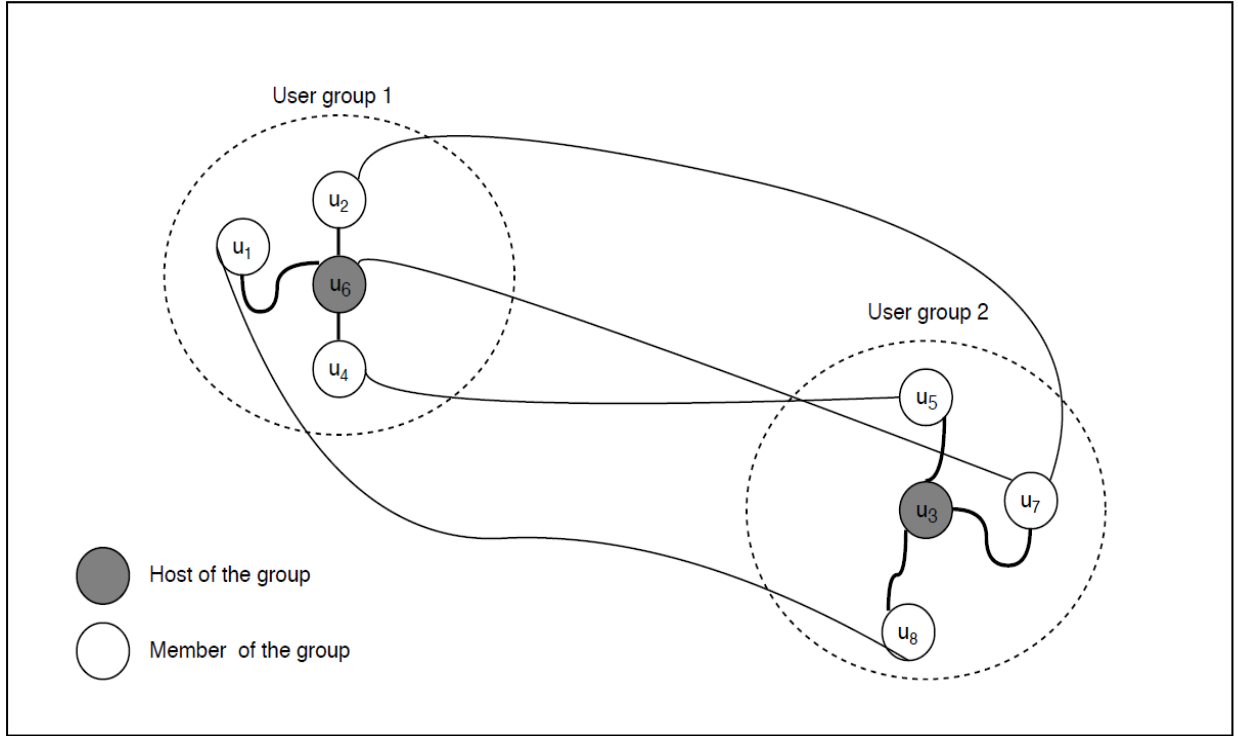 User group 1
u2
u1
u6
u4
User group 2
u5
u7
u3
u8
Host of the group
Member of the group